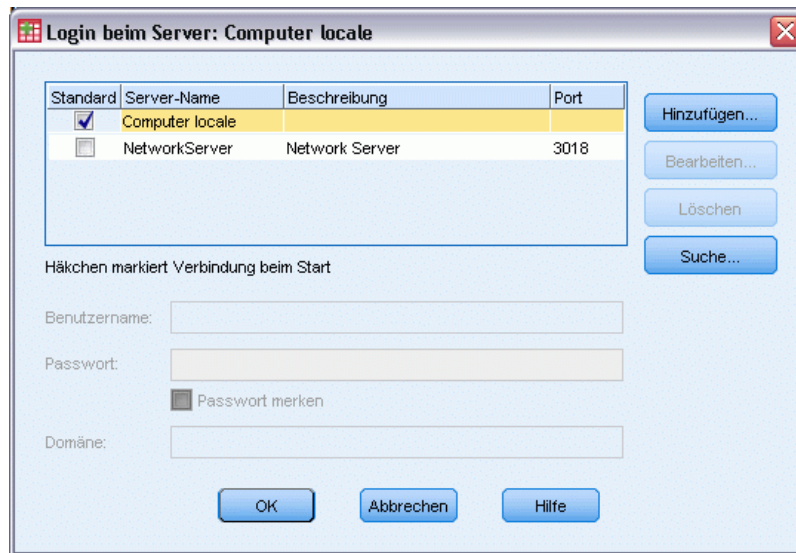 Login beim Server: Computer locale
Standard Server-Name Beschreibung Port
Computer locale
NetworkServer Network Server 3018
Hinzufügen...
Bearbeiten...
Löschen
Suche...
Häkchen markiert Verbindung beim Start
Benutzername:
Passwort:
Passwort merken
Domäne:
OK Abbrechen Hilfe